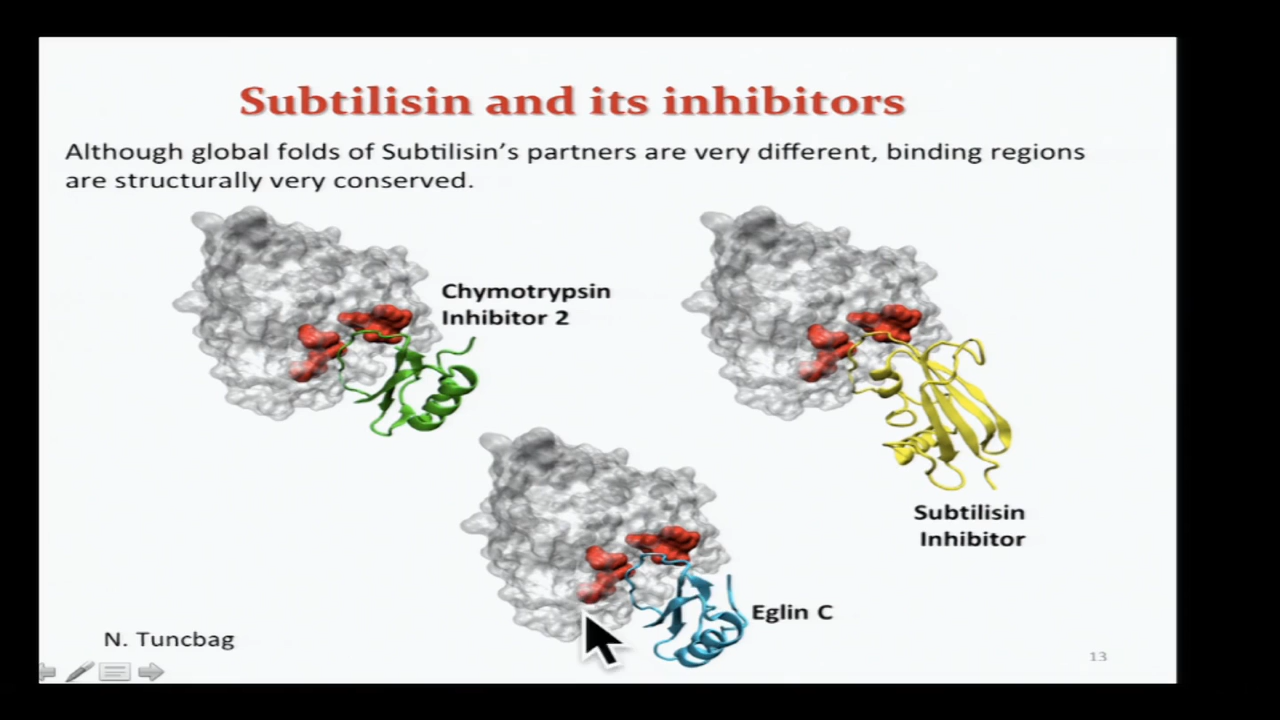 Subtilisin and its inhibitors
Although global folds of Subtilisin's partners are very different, binding regions
are structurally very conserved.
Chymotrypsin
Inhibitor 2
Subtilisin
Inhibitor
Eglin C
N. Tuncbag
13